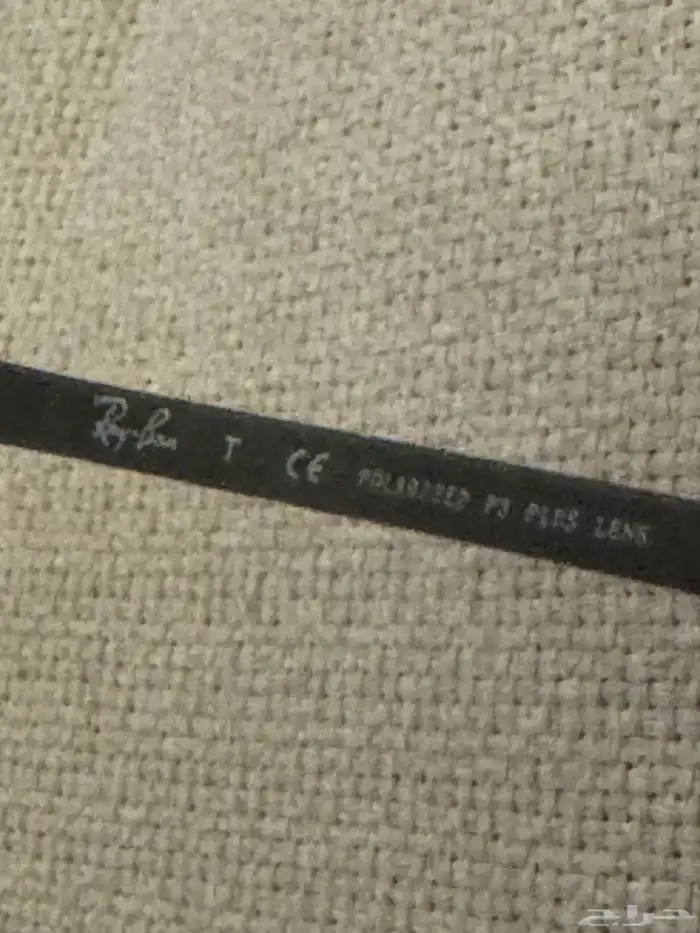 Ray-Ban T CE POLARIZED P3 PLUS LENS
حراج